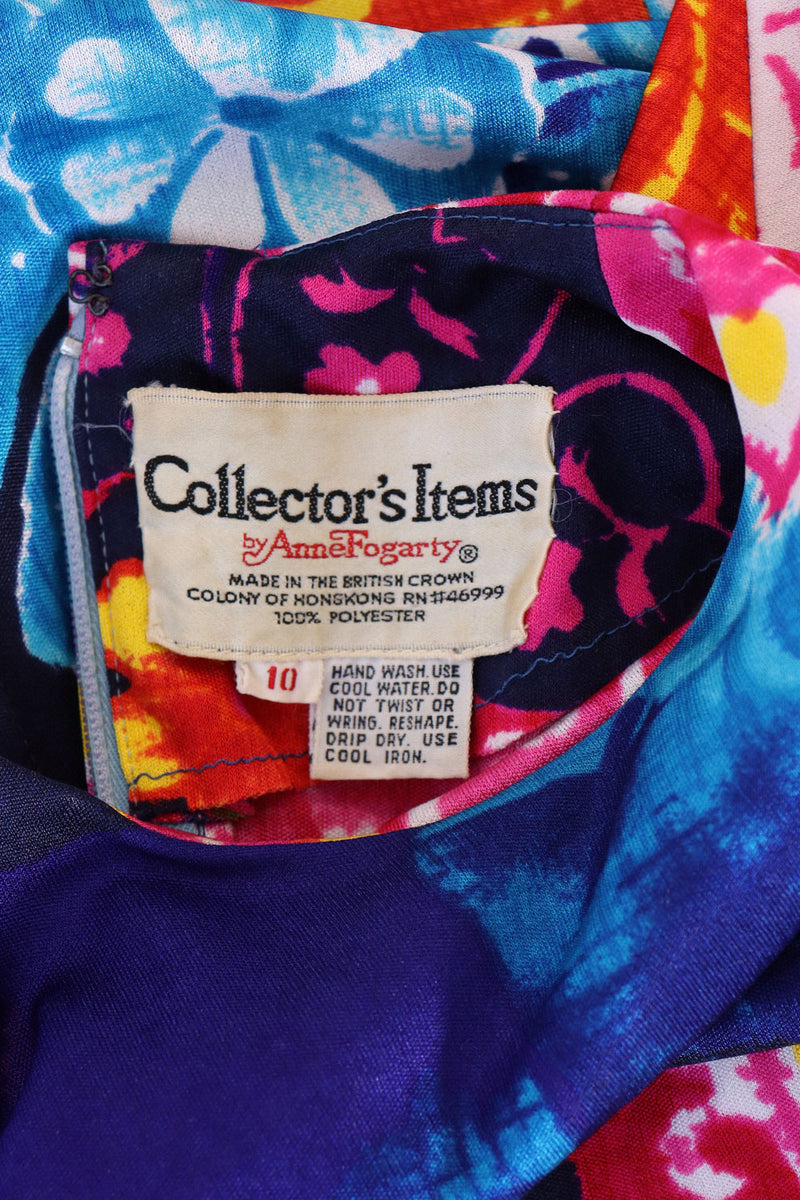 Collector's Items
by Anne Fogarty®
MADE IN THE BRITISH CROWN
COLONY OF HONGKONG RN#46999
100% POLYESTER
10
HAND WASH. USE
COOL WATER. DO
NOT TWIST OR
WRING. RESHAPE.
DRIP DRY. USE
COOL IRON.